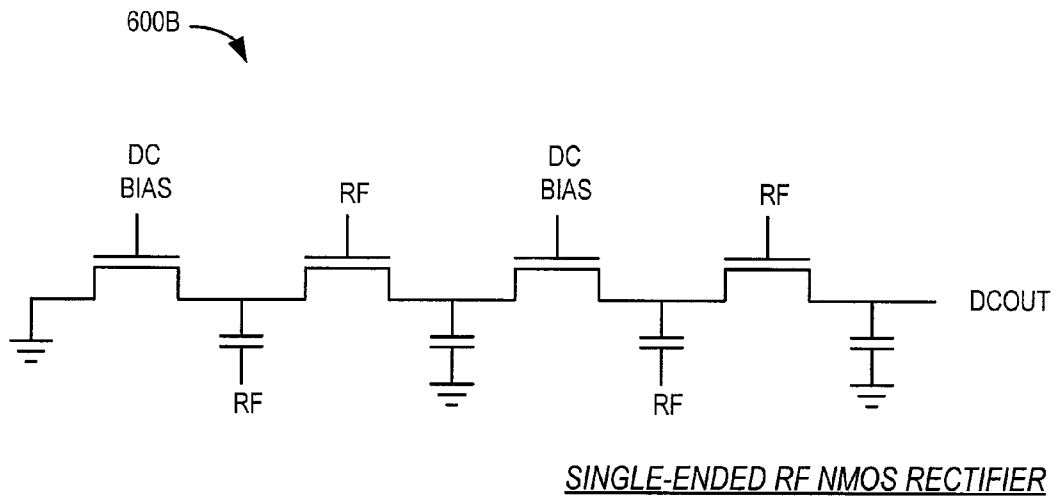 600B
DC
BIAS
RF
DC
BIAS
RF
DCOUT
RF
RF
SINGLE-ENDED RF NMOS RECTIFIER